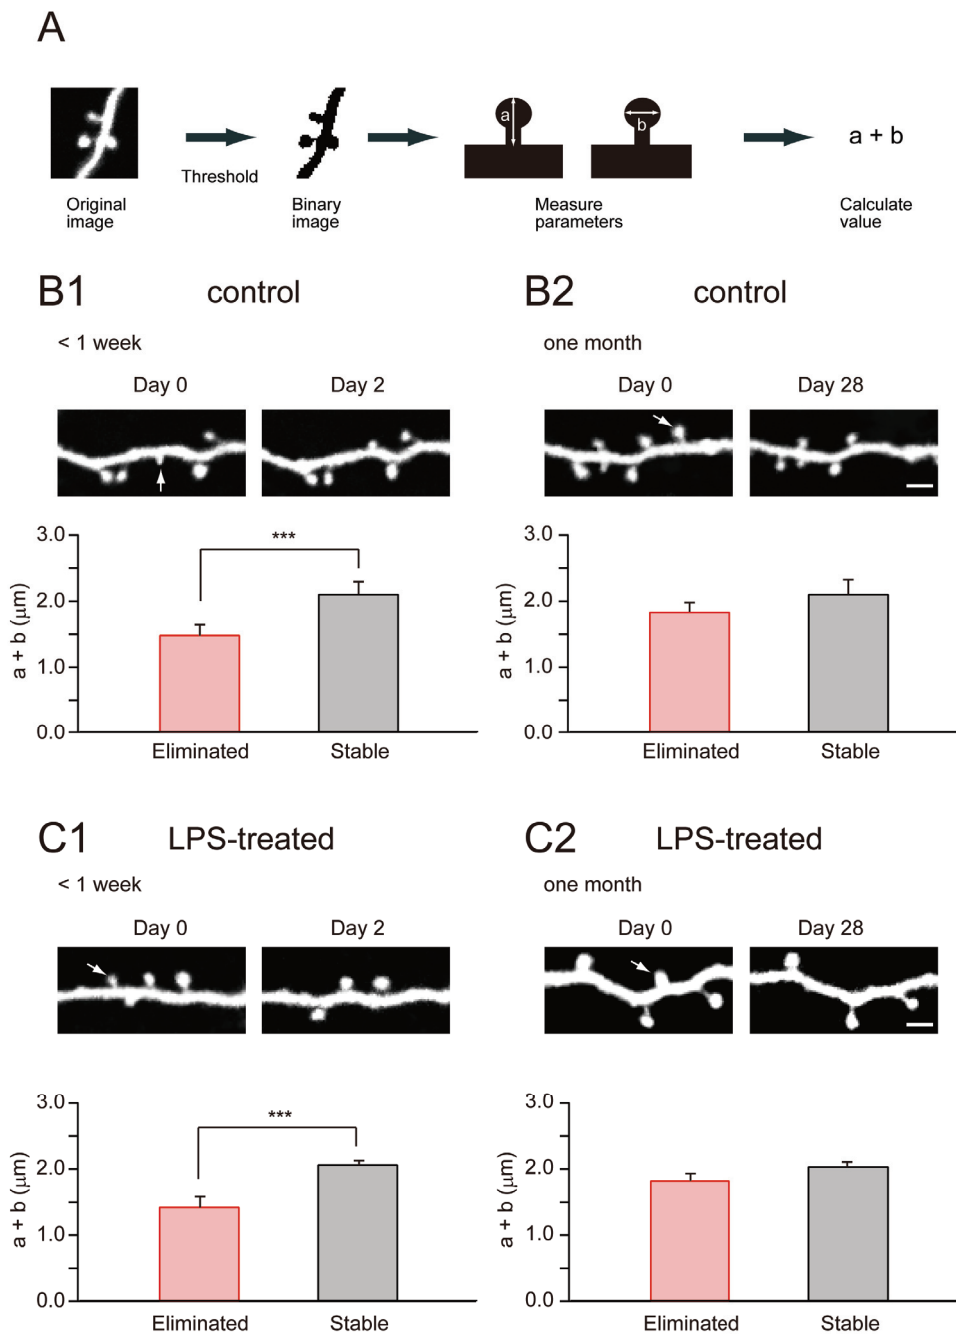 A
a
b
a + b
Threshold
Original
image
Binary
image
Measure
parameters
Calculate
value
B1 control
< 1 week
Day 0 Day 2
3.0
2.0
1.0
0.0
a + b (μm)
***
Eliminated Stable
B2 control
one month
Day 0 Day 28
3.0
2.0
1.0
0.0
a + b (μm)
Eliminated Stable
C1 LPS-treated
< 1 week
Day 0 Day 2
3.0
2.0
1.0
0.0
a + b (μm)
***
Eliminated Stable
C2 LPS-treated
one month
Day 0 Day 28
3.0
2.0
1.0
0.0
a + b (μm)
Eliminated Stable